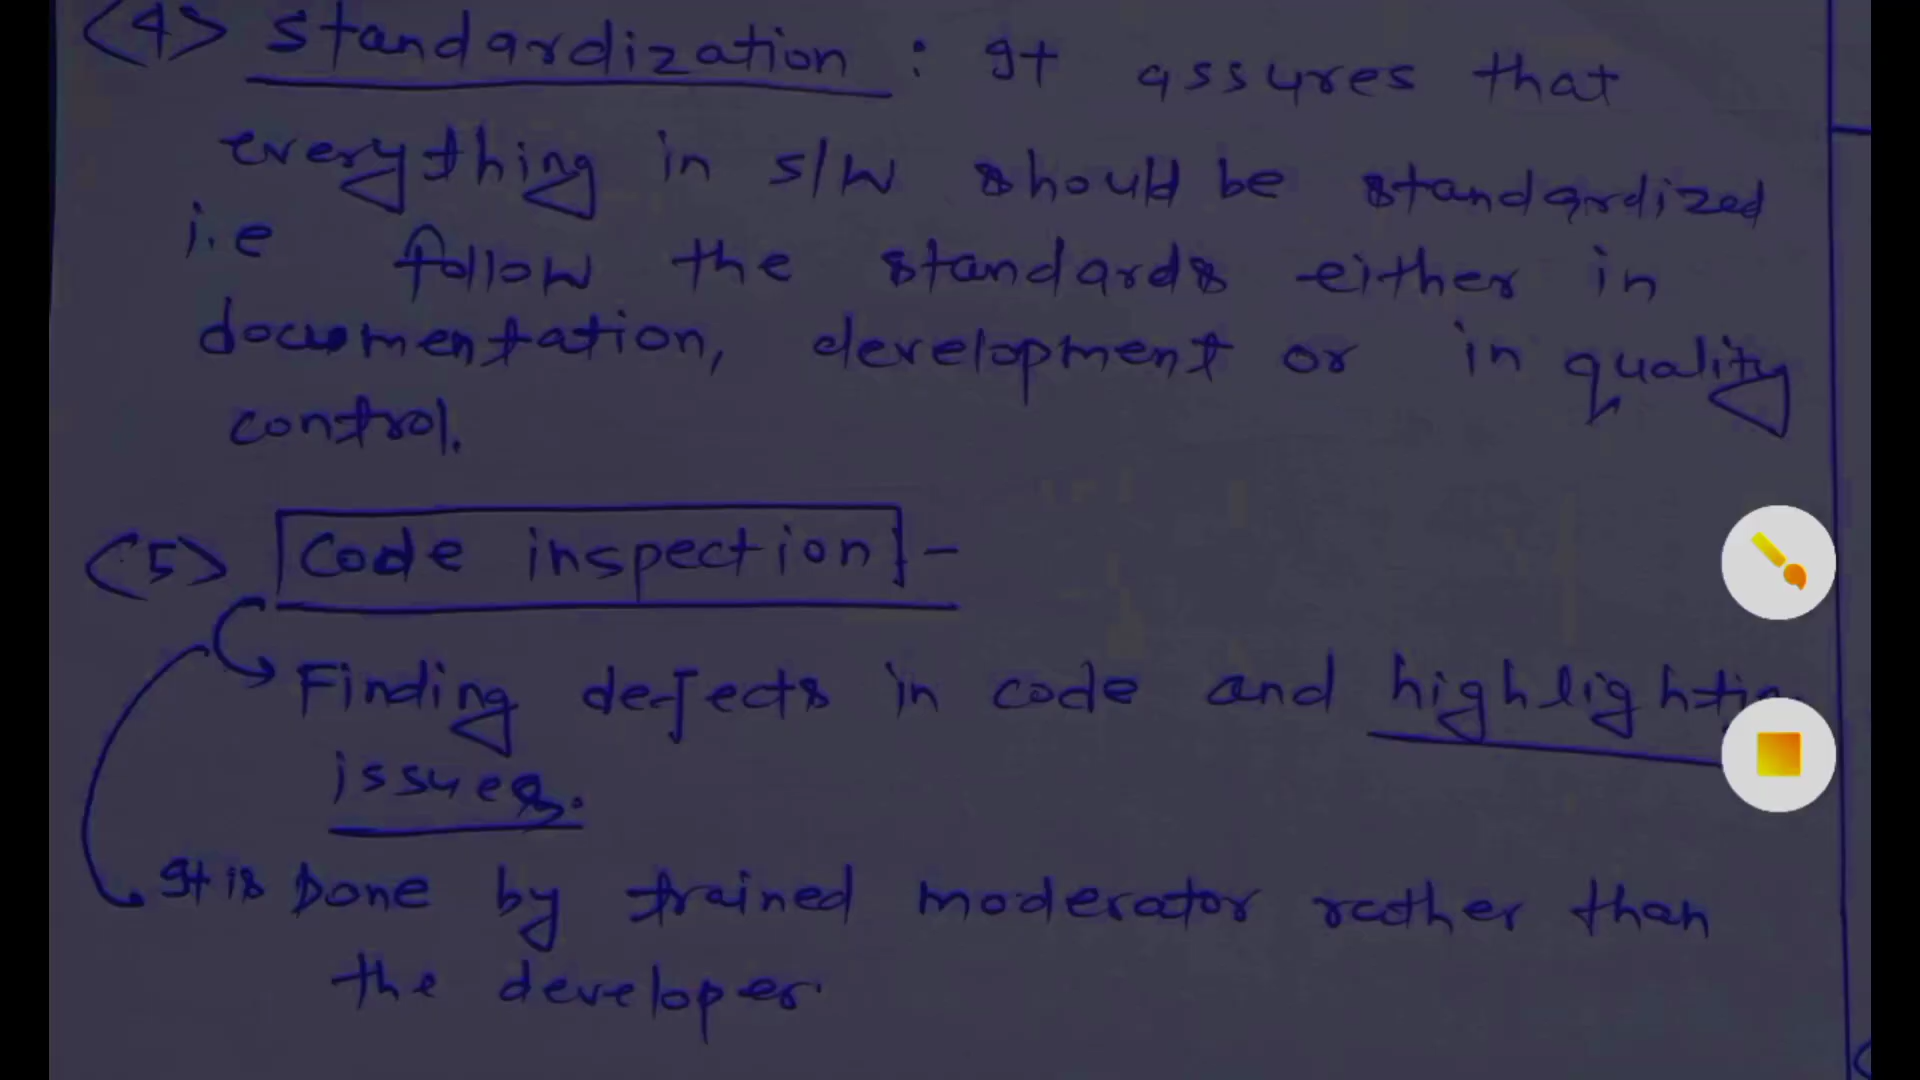 <4> Standardization : It assures that
everything in S/W should be standardized
i.e follow the standards either in
documentation, development or in quality
control.
<5> Code inspection -
Finding defects in code and
issues.
It is Done by trained moderator rather than
the developer.